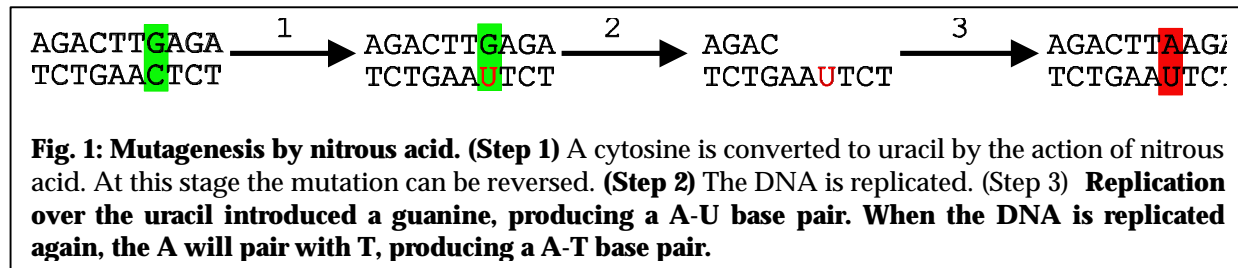 1 2 3
AGACTTGAGA AGACTTGAGA AGAC AGACTTAAGA
TCTGAACTCT TCTGAAUTCT TCTGAAUTCT TCTGAAUTCT
Fig. 1: Mutagenesis by nitrous acid. (Step 1) A cytosine is converted to uracil by the action of nitrous
acid. At this stage the mutation can be reversed. (Step 2) The DNA is replicated. (Step 3) Replication
over the uracil introduced a guanine, producing a A-U base pair. When the DNA is replicated
again, the A will pair with T, producing a A-T base pair.